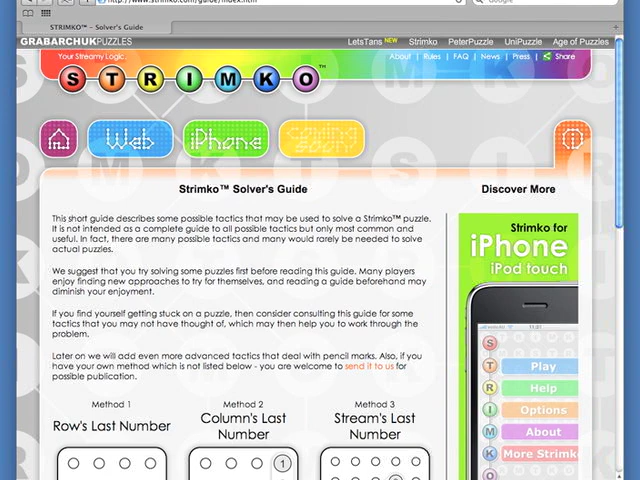 http://www.strimko.com/guide/index.htm
Google
STRIMKO™ – Solver's Guide
GRABARCHUKPUZZLES
LetsTans NEW Strimko PeterPuzzle UniPuzzle Age of Puzzles
Your Streamy Logic.
About | Rules | FAQ | News | Press | Share
STRIMKO™
Web
iPhone
coming soon
Strimko™ Solver's Guide
Discover More
This short guide describes some possible tactics that may be used to solve a Strimko™ puzzle.
It is not intended as a complete guide to all possible tactics but only most common and
useful. In fact, there are many possible tactics and many would rarely be needed to solve
actual puzzles.
We suggest that you try solving some puzzles first before reading this guide. Many players
enjoy finding new approaches to try for themselves, and reading a guide beforehand may
diminish your enjoyment.
If you find yourself getting stuck on a puzzle, then consider consulting this guide for some
tactics that you may not have thought of, which may then help you to work through the
problem.
Later on we will add even more advanced tactics that deal with pencil marks. Also, if you
have your own method which is not listed below - you are welcome to send it to us for
possible publication.
Strimko for
iPhone
iPod touch
11:21
S
T
R
I
M
K
Play
Help
Options
About
More Strimko
Method 1
Row's Last Number
Method 2
Column's Last
Number
1
Method 3
Stream's Last
Number